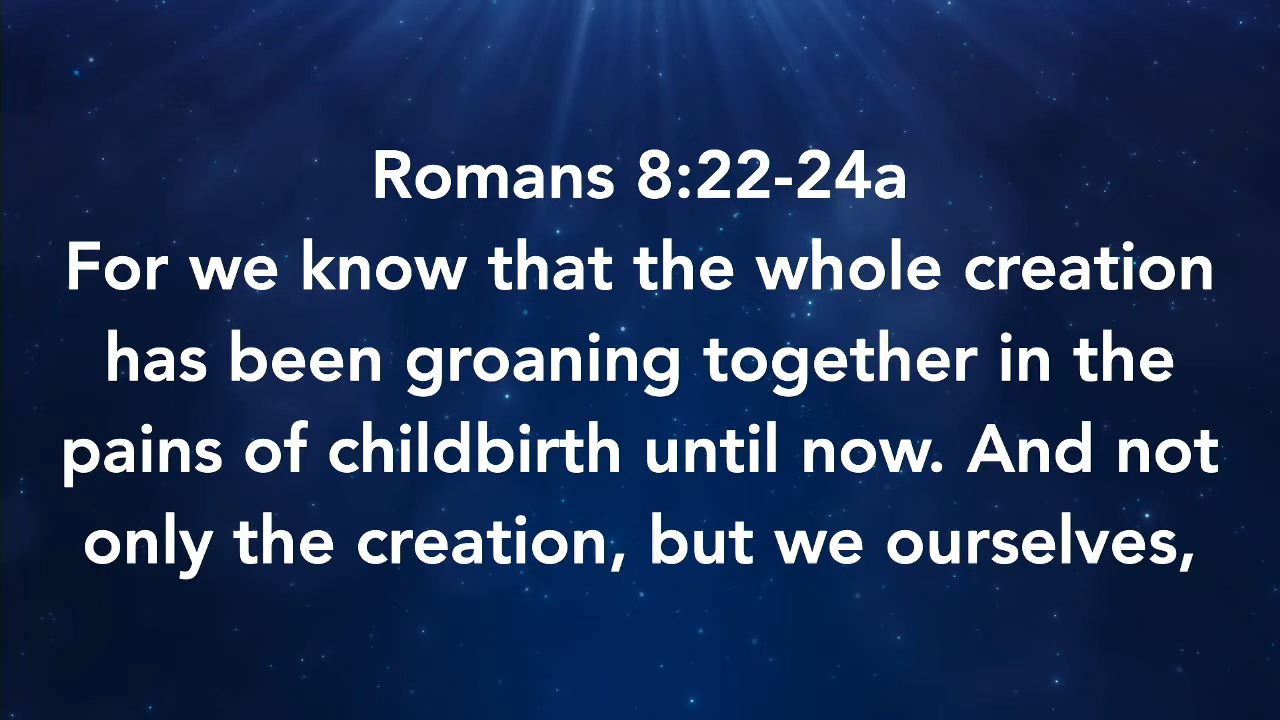 Romans 8:22-24a
For we know that the whole creation
has been groaning together in the
pains of childbirth until now. And not
only the creation, but we ourselves,